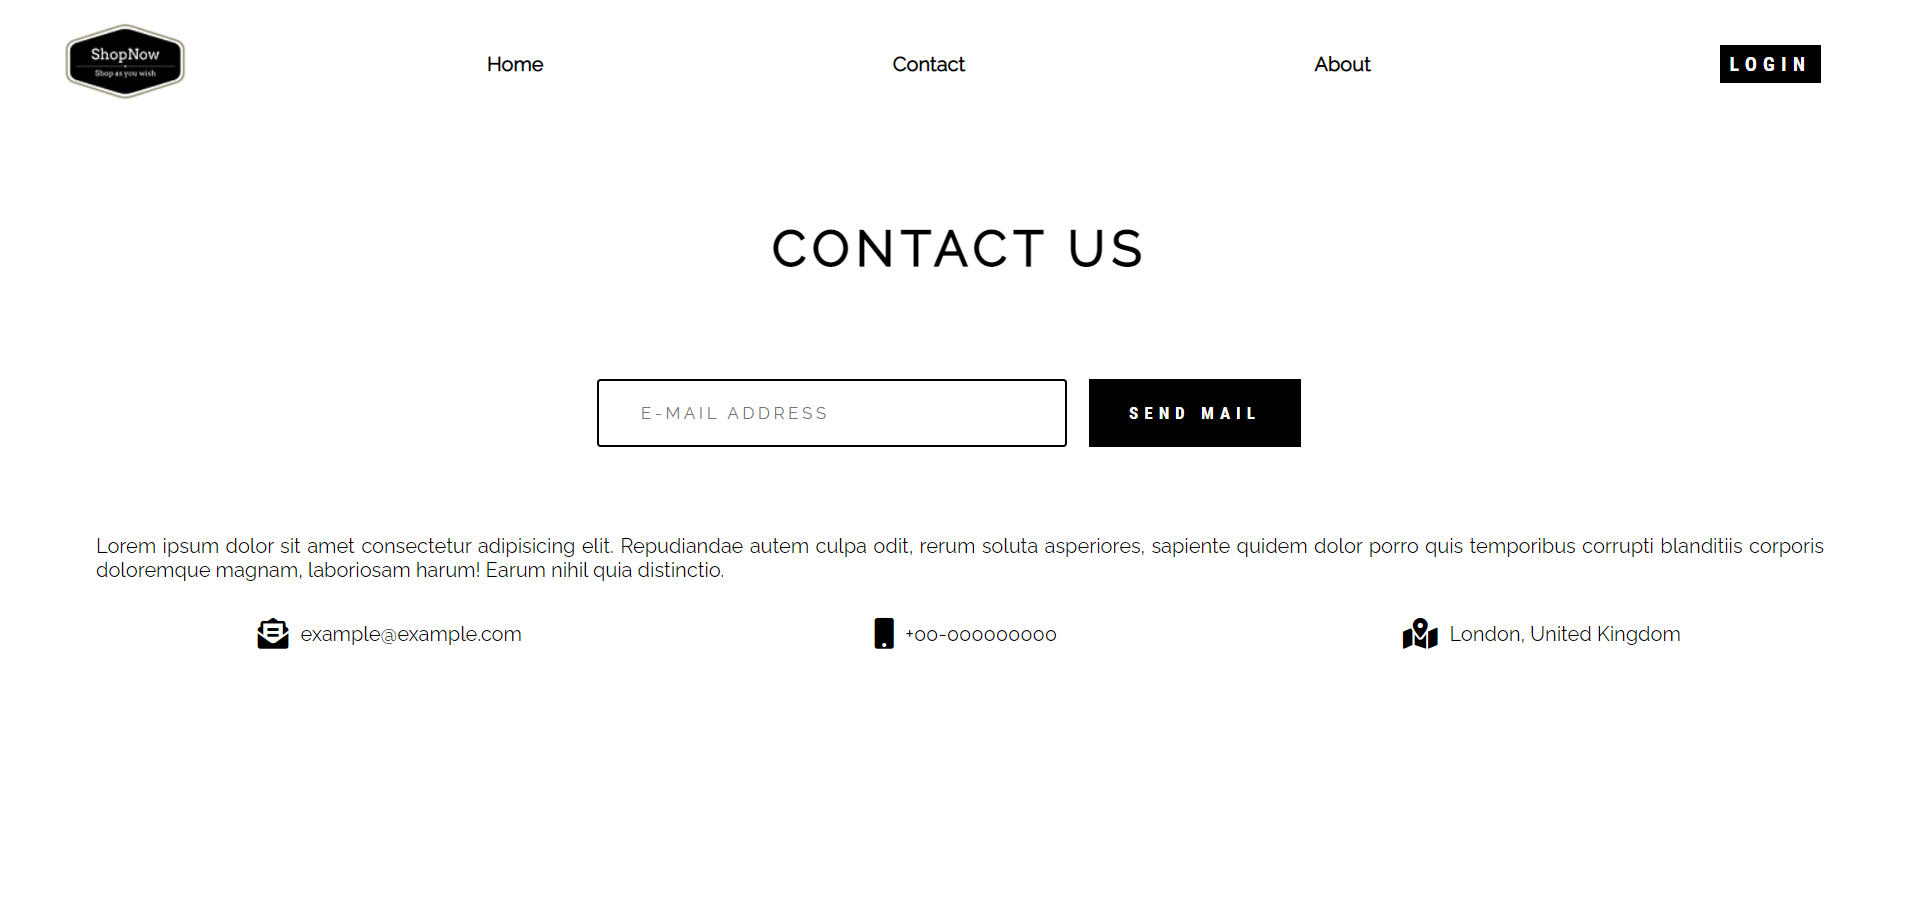 ShopNow
Shop as you wish
Home
Contact
About
LOGIN
CONTACT US
E-MAIL ADDRESS
SEND MAIL
Lorem ipsum dolor sit amet consectetur adipisicing elit. Repudiandae autem culpa odit, rerum soluta asperiores, sapiente quidem dolor porro quis temporibus corrupti blanditiis corporis
doloremque magnam, laboriosam harum! Earum nihil quia distinctio.
example@example.com
+00-000000000
London, United Kingdom